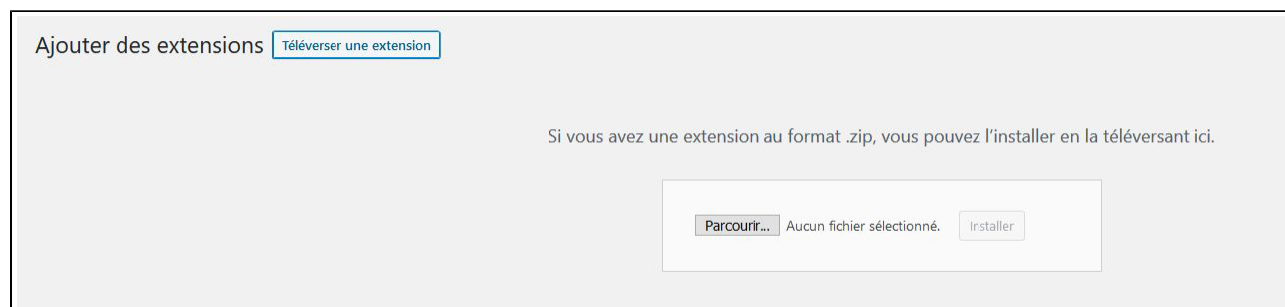 Ajouter des extensions Téléverser une extension
Si vous avez une extension au format .zip, vous pouvez l'installer en la téléversant ici.
Parcourir... Aucun fichier sélectionné. Installer